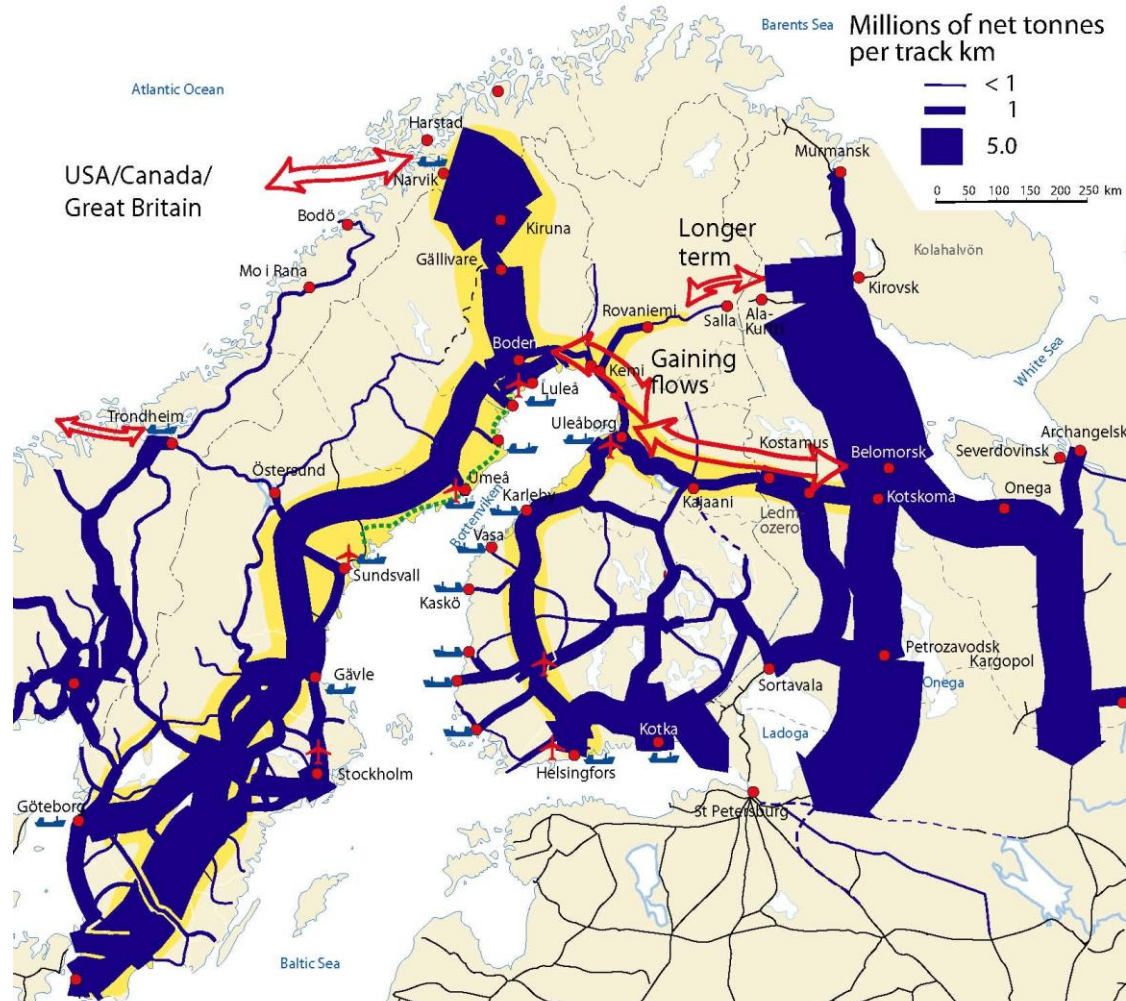 Barents Sea
Millions of net tonnes
per track km
< 1
1
5.0
0 50 100 150 200 250 km
Atlantic Ocean
Harstad
Murmansk
USA/Canada/
Great Britain
Narvik
Bodö
Kiruna
Longer
term
Kolahalvön
Gällivare
Mo i Rana
Kirovsk
Rovaniemi
Salla
Ala-
Kurtti
Boden
Kemi
Gaining
flows
White Sea
Luleå
Trondheim
Uleåborg
Kostamus
Belomorsk
Archangelsk
Severdovinsk
Östersund
Umeå
Karleby
Kajaani
Ledm-
ozero
Kotskoma
Onega
Bottenviken
Vasa
Sundsvall
Kaskö
Petrozavodsk
Kargopol
Gävle
Sortavala
Onega
Kotka
Ladoga
Stockholm
Helsingfors
Göteborg
St Petersburg
Baltic Sea